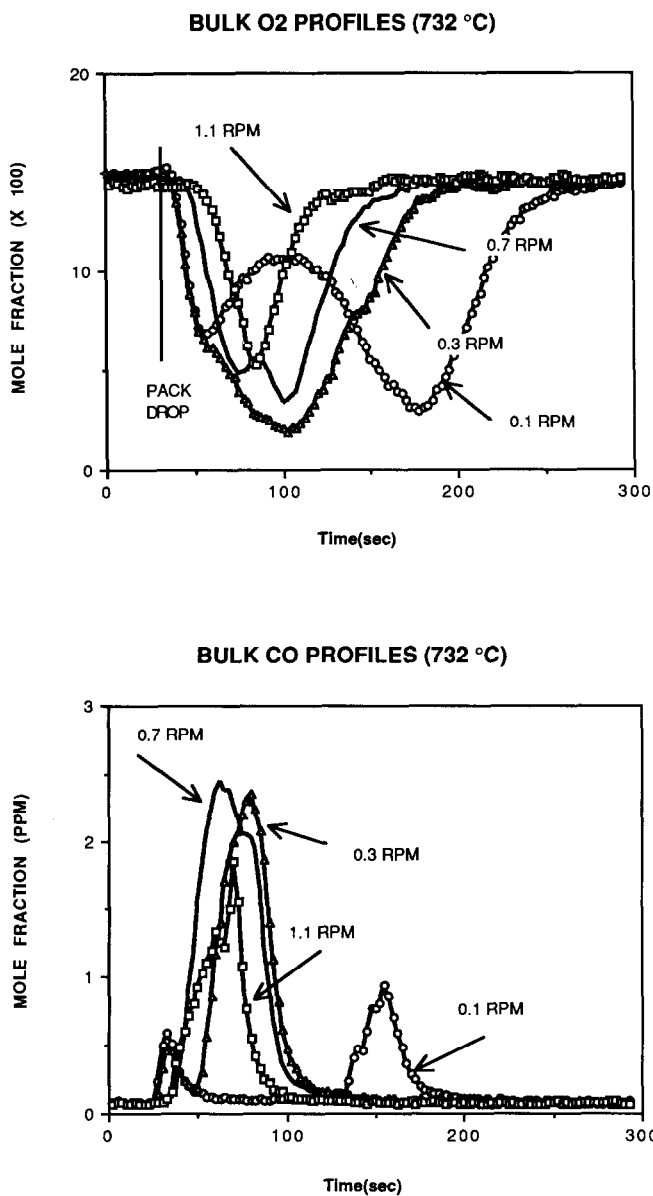 BULK O2 PROFILES (732 °C)
MOLE FRACTION (X 100)
20
10
0
1.1 RPM
0.7 RPM
0.3 RPM
0.1 RPM
PACK
DROP
0
100
200
300
Time(sec)
BULK CO PROFILES (732 °C)
MOLE FRACTION (PPM)
3
2
1
0
0.7 RPM
0.3 RPM
1.1 RPM
0.1 RPM
0
100
200
300
Time(sec)